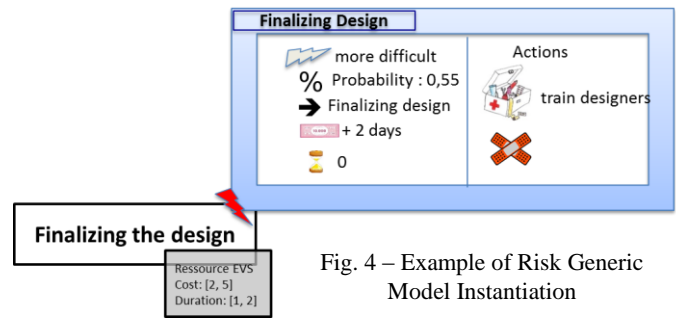 Finalizing Design
more difficult
% Probability : 0,55
Finalizing design
+ 2 days
0
Actions
train designers
Finalizing the design
Ressource EVS
Cost: [2, 5]
Duration: [1, 2]
Fig. 4 – Example of Risk Generic
Model Instantiation